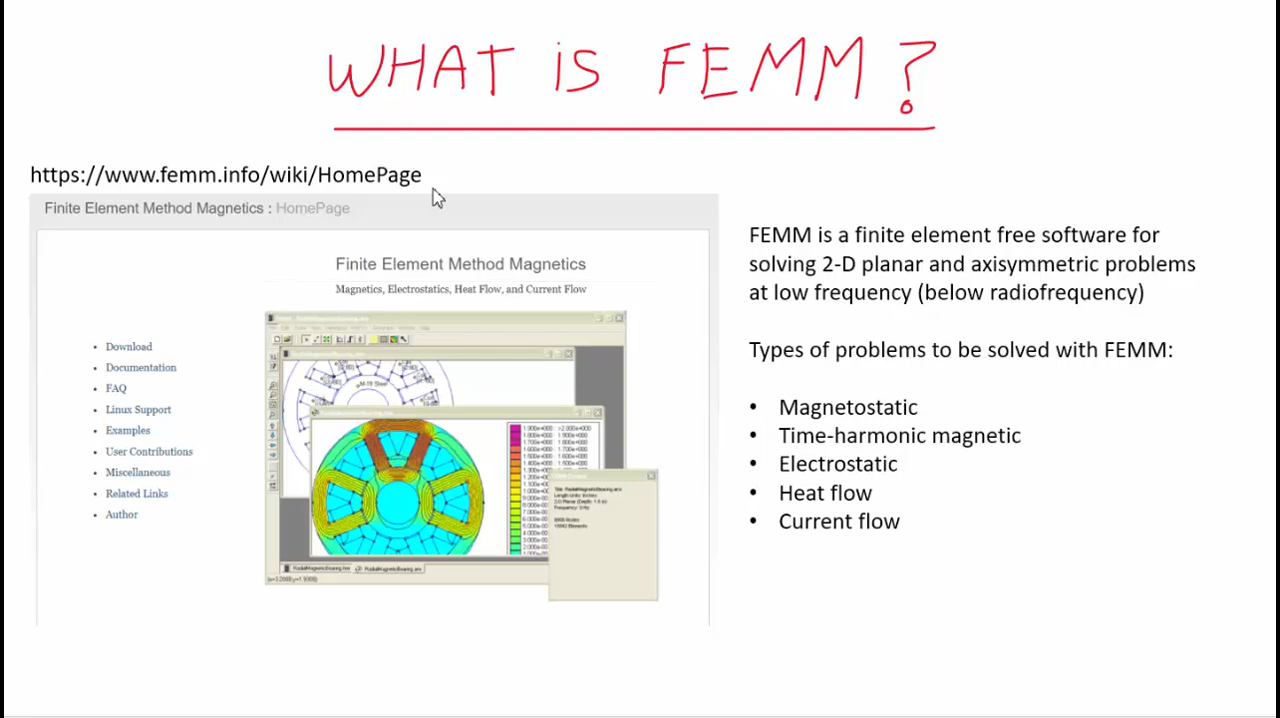 WHAT IS FEMM?
https://www.femm.info/wiki/HomePage
Finite Element Method Magnetics : HomePage
Finite Element Method Magnetics
Magnetics, Electrostatics, Heat Flow, and Current Flow
• Download
• Documentation
• FAQ
• Linux Support
• Examples
• User Contributions
• Miscellaneous
• Related Links
• Author
M-19 Steel
FEMM is a finite element free software for
solving 2-D planar and axisymmetric problems
at low frequency (below radiofrequency)
Types of problems to be solved with FEMM:
• Magnetostatic
• Time-harmonic magnetic
• Electrostatic
• Heat flow
• Current flow